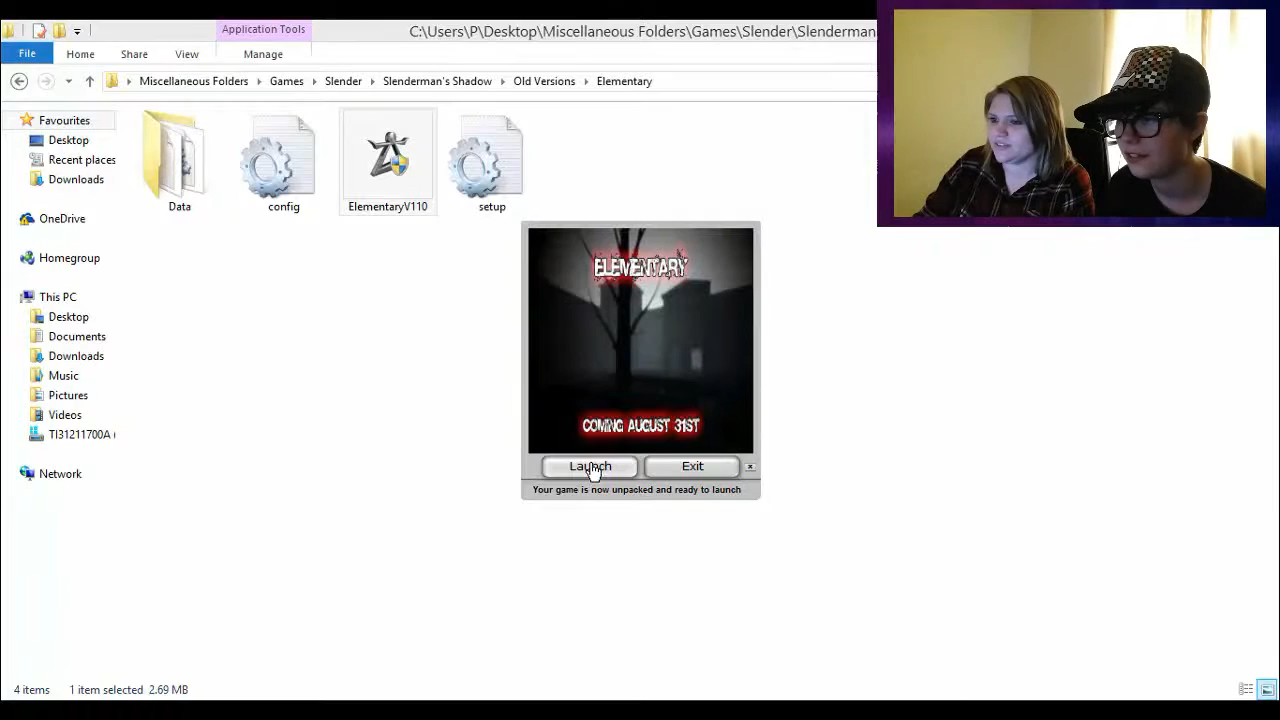 Application Tools
C:\Users\P\Desktop\Miscellaneous Folders\Games\Slender\Slenderman
File Home Share View Manage
Miscellaneous Folders Games Slender Slenderman's Shadow Old Versions Elementary
Favourites
Desktop
Recent places
Downloads
OneDrive
Homegroup
This PC
Desktop
Documents
Downloads
Music
Pictures
Videos
TI31211700A (
Network
Data config ElementaryV110 setup
ELEMENTARY
COMING AUGUST 31ST
Launch Exit
Your game is now unpacked and ready to launch
4 items 1 item selected 2.69 MB